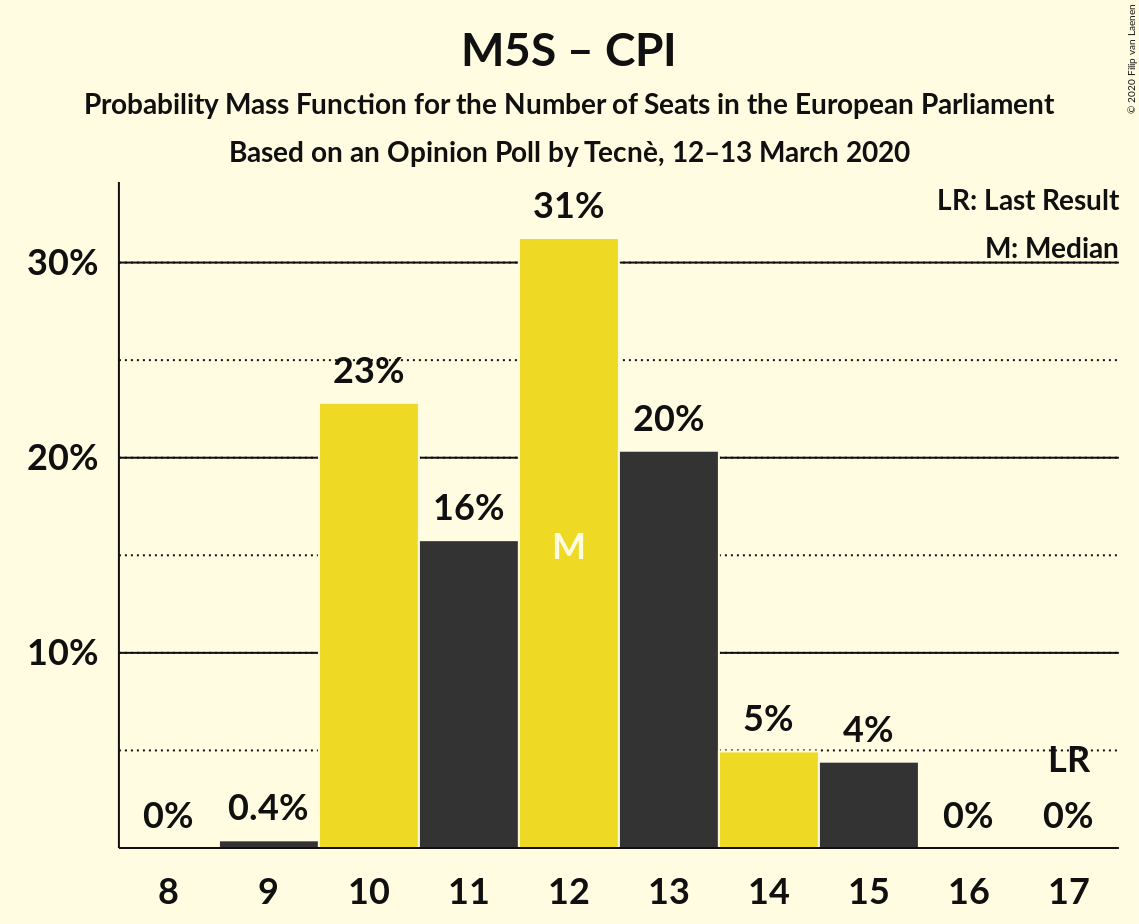 M5S – CPI
Probability Mass Function for the Number of Seats in the European Parliament
Based on an Opinion Poll by Tecnè, 12–13 March 2020
© 2020 Filip van Laenen
LR: Last Result
M: Median
30%
20%
10%
0%
0.4%
23%
16%
31%
M
20%
5%
4%
0%
LR
0%
8 9 10 11 12 13 14 15 16 17